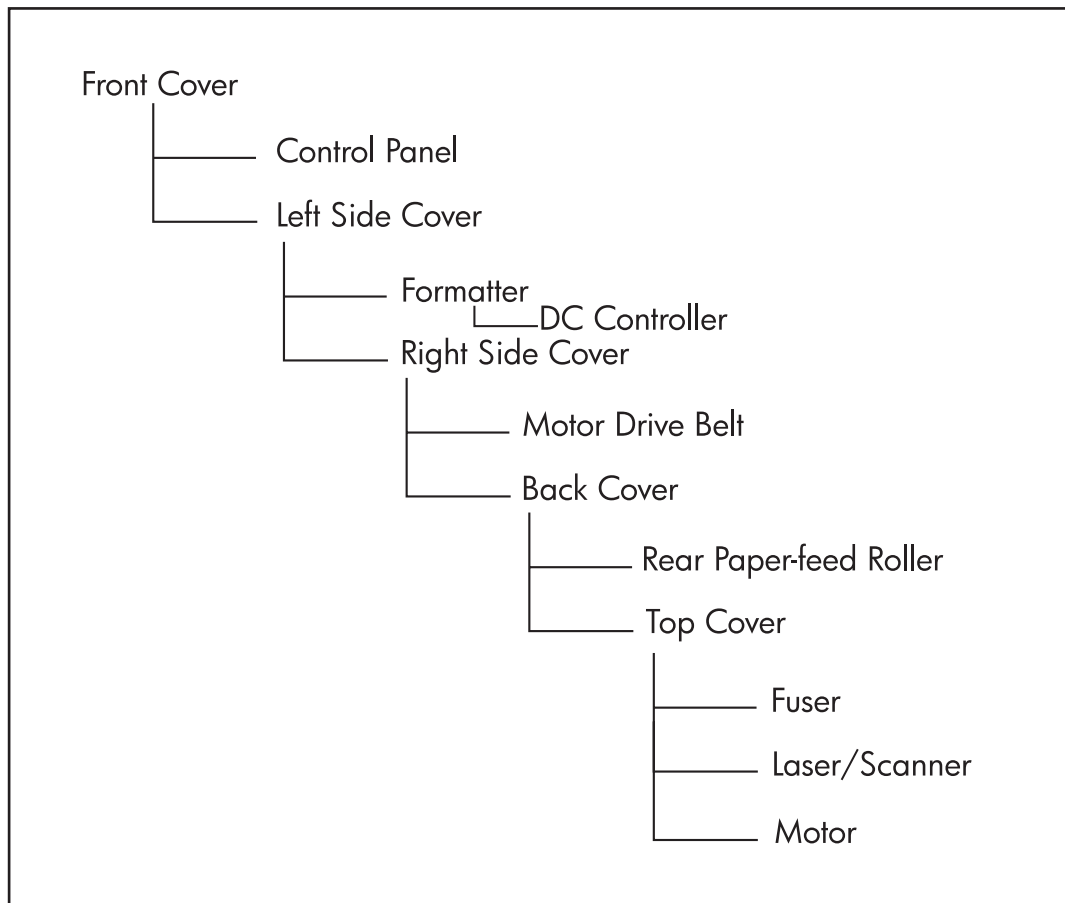 Front Cover
Control Panel
Left Side Cover
Formatter
DC Controller
Right Side Cover
Motor Drive Belt
Back Cover
Rear Paper-feed Roller
Top Cover
Fuser
Laser/Scanner
Motor